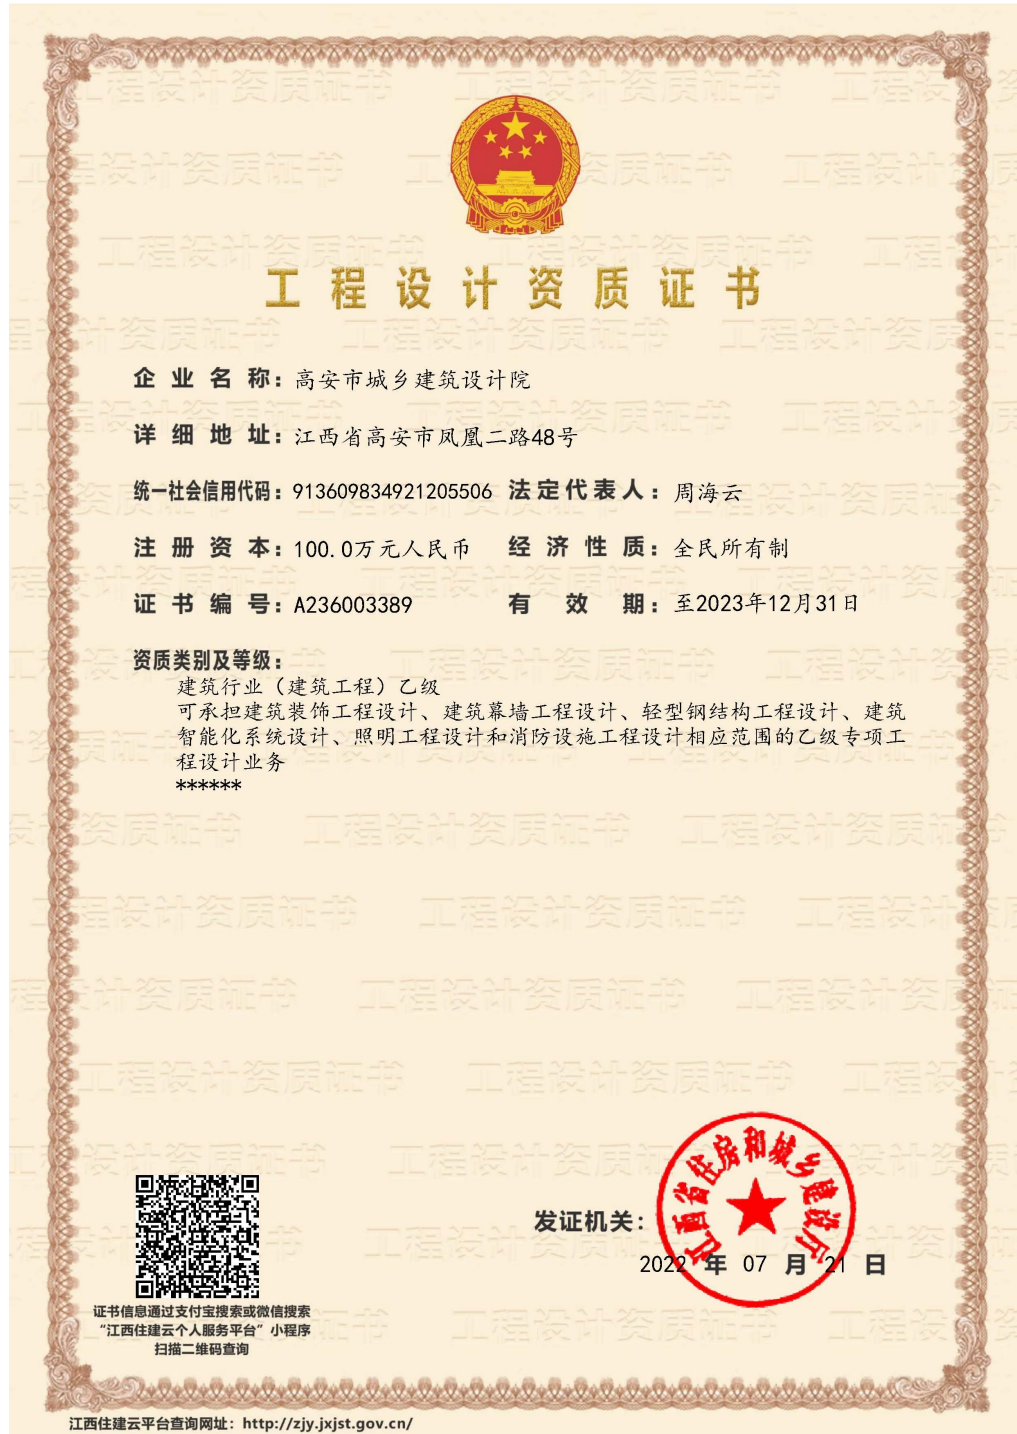 工程设计资质证书
企业名称：高安市城乡建筑设计院
详细地址：江西省高安市凤凰二路48号
统一社会信用代码：913609834921205506 法定代表人：周海云
注册资本：100.0万元人民币 经济性质：全民所有制
证书编号：A236003389 有效期：至2023年12月31日
资质类别及等级：
建筑行业（建筑工程）乙级
可承担建筑装饰工程设计、建筑幕墙工程设计、轻型钢结构工程设计、建筑
智能化系统设计、照明工程设计和消防设施工程设计相应范围的乙级专项工
程设计业务
******
江西省住房和城乡建设厅
发证机关：
2022 年 07 月 21 日
证书信息通过支付宝搜索或微信搜索
“江西住建云个人服务平台”小程序
扫描二维码查询
江西住建云平台查询网址：http://zjy.jxjst.gov.cn/